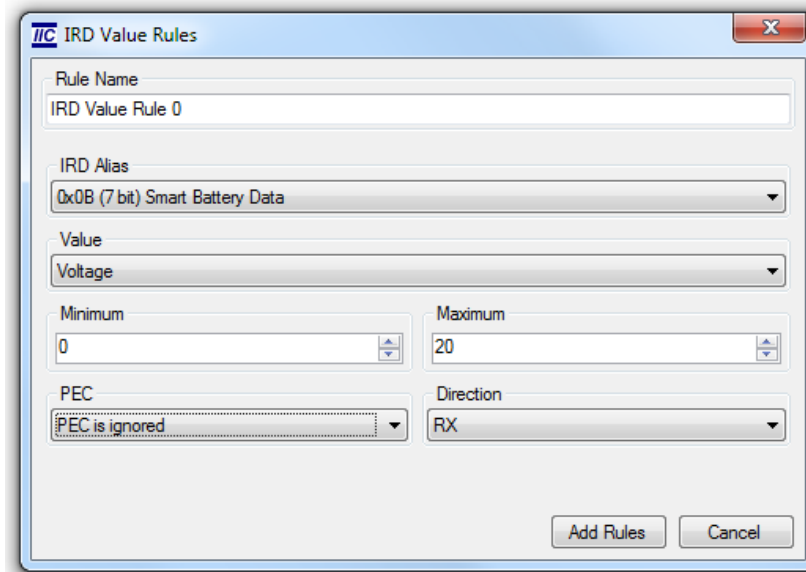 IIC IRD Value Rules
Rule Name
IRD Value Rule 0
IRD Alias
0x0B (7 bit) Smart Battery Data
Value
Voltage
Minimum
Maximum
0
20
PEC
Direction
PEC is ignored
RX
Add Rules
Cancel